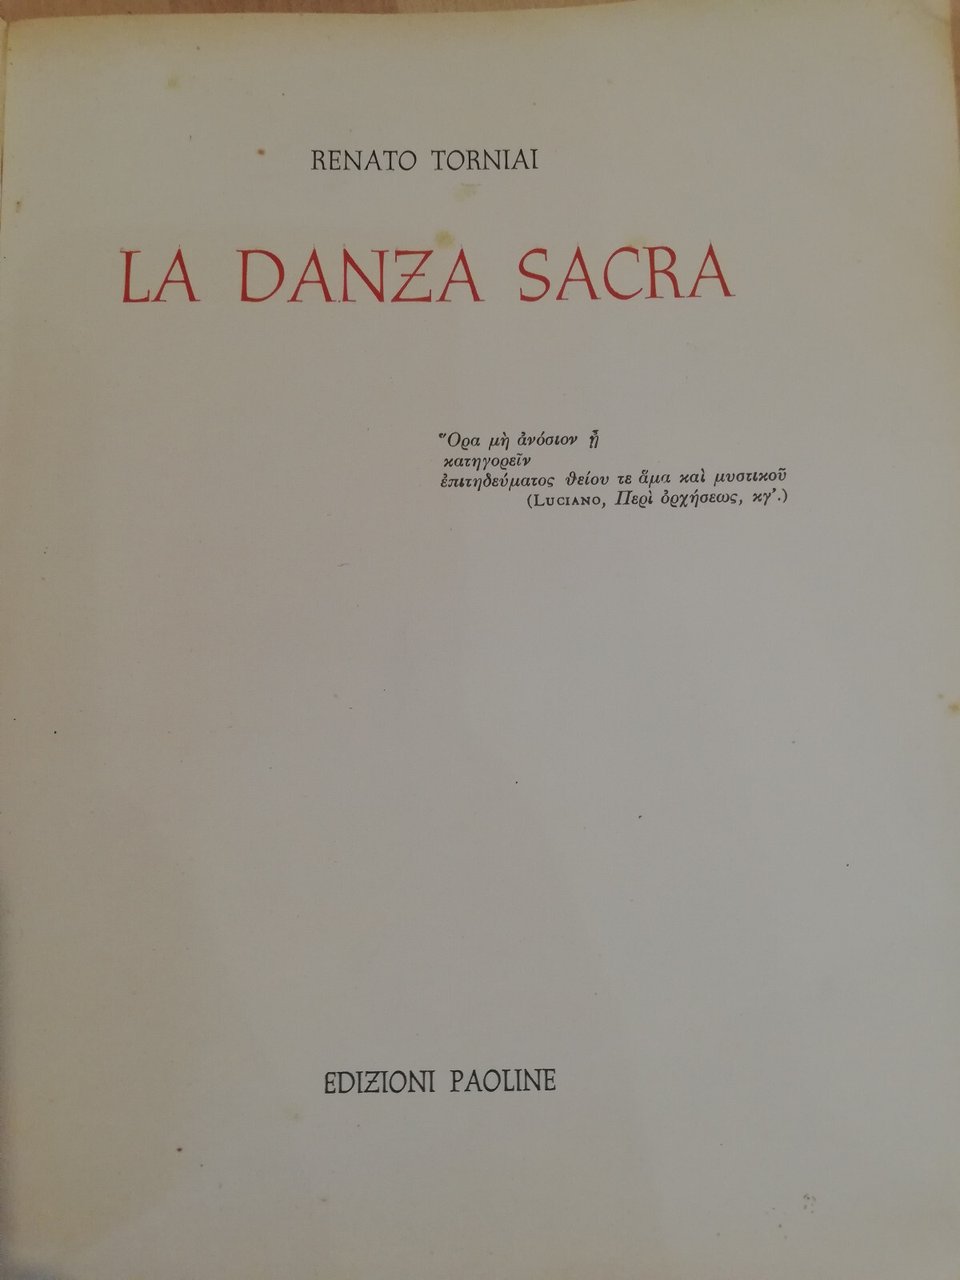 RENATO TORNIAI
LA DANZA SACRA
Ὅρα μὴ ἀνόσιον ᾖ
κατηγορεῖν
ἐπιτηδεύματος θείου τε ἅμα καὶ μυστικοῦ
(LUCIANO, Περὶ ὀρχήσεως, κγ'.)
EDIZIONI PAOLINE